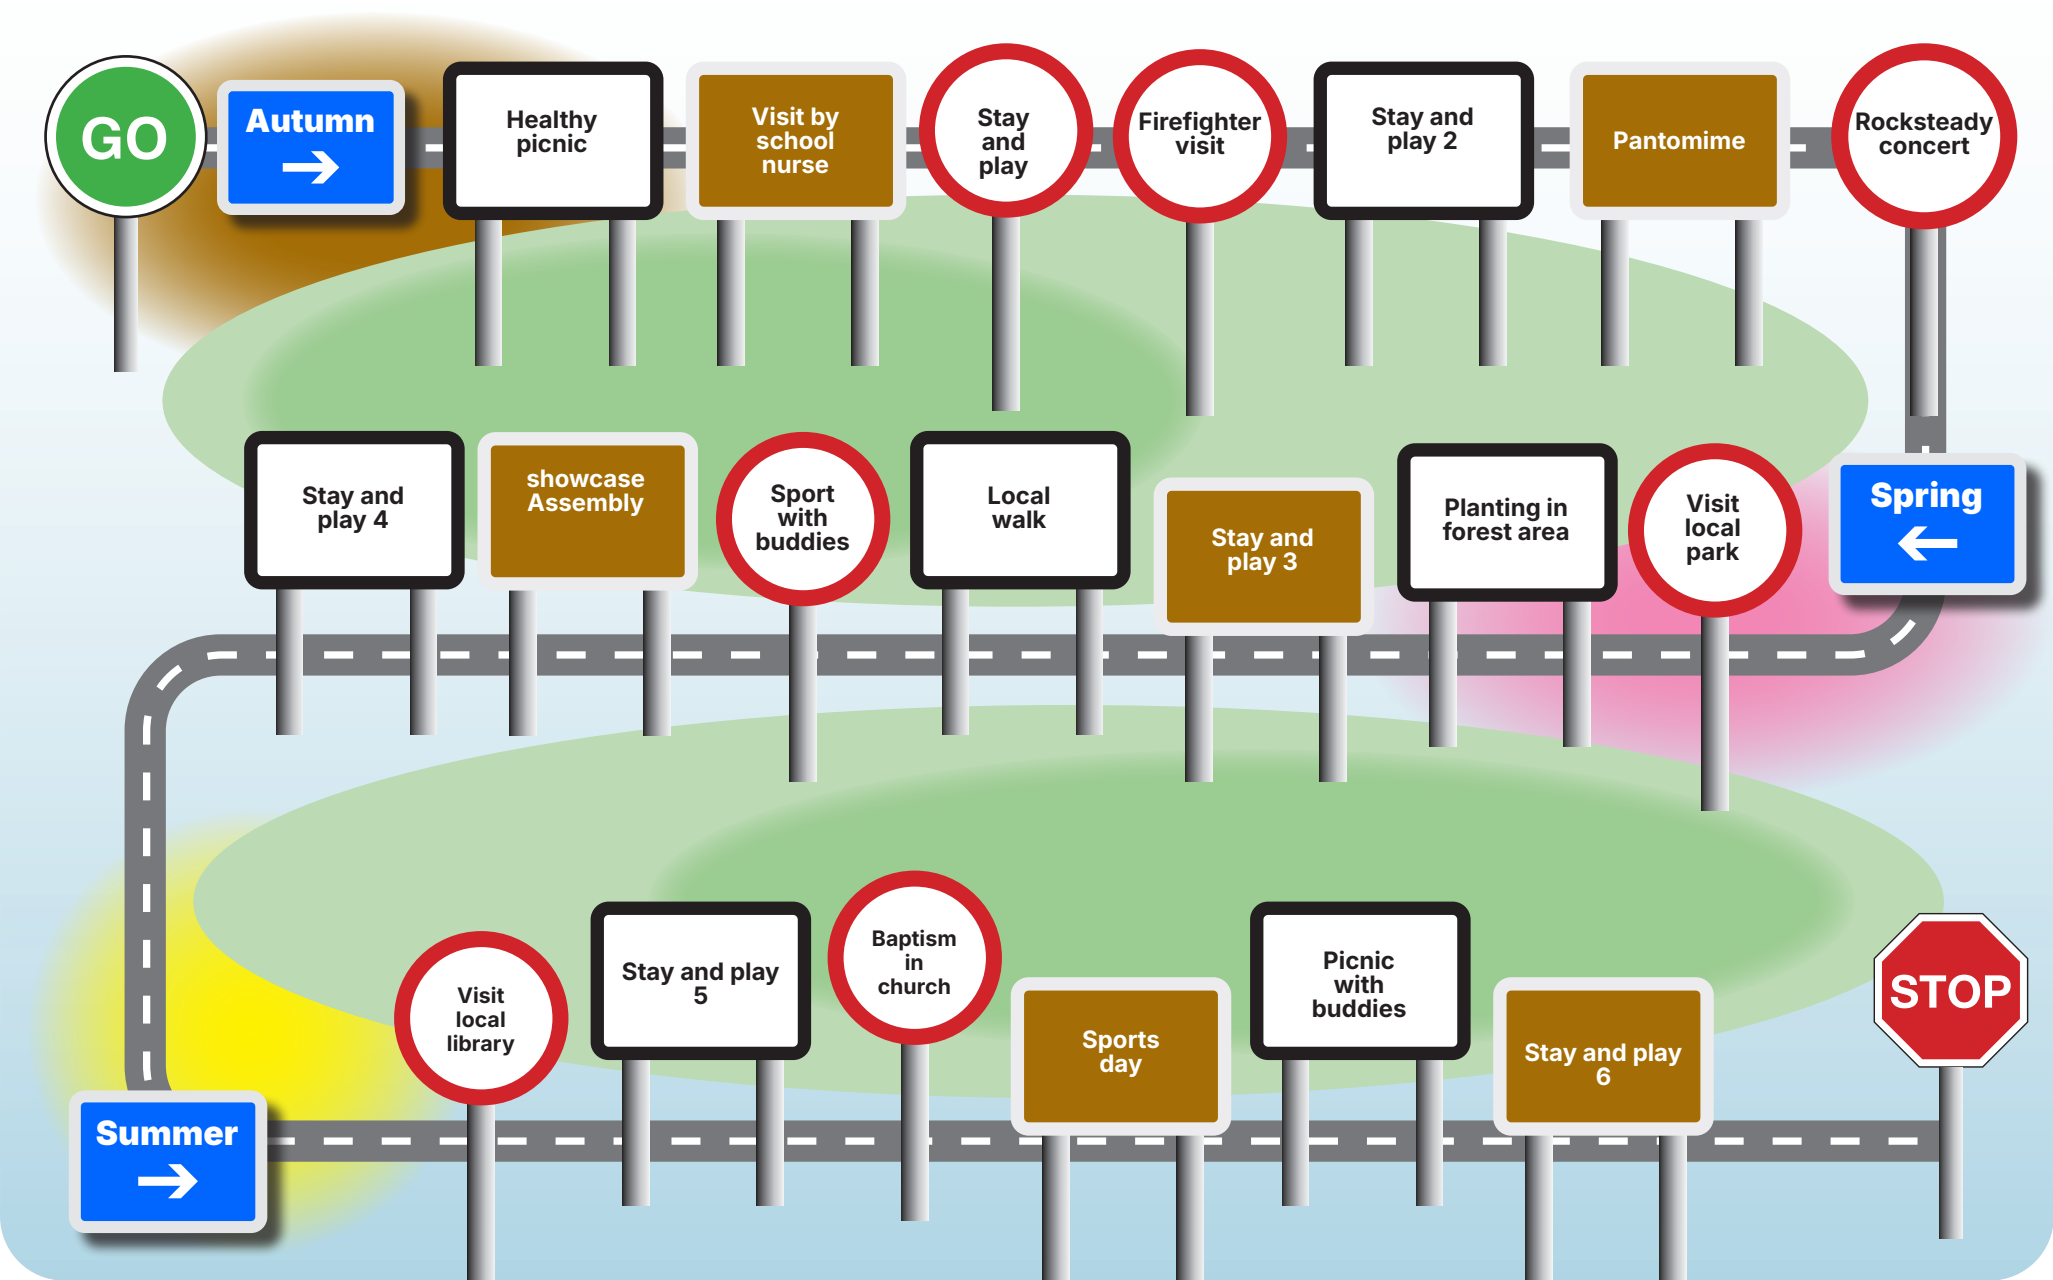 GO
Autumn
Healthy
picnic
Visit by
school
nurse
Stay
and
play
Firefighter
visit
Stay and
play 2
Pantomime
Rocksteady
concert
Spring
Visit
local
park
Planting in
forest area
Stay and
play 3
Local
walk
Sport
with
buddies
showcase
Assembly
Stay and
play 4
Summer
Visit
local
library
Stay and play
5
Baptism
in
church
Sports
day
Picnic
with
buddies
Stay and play
6
STOP